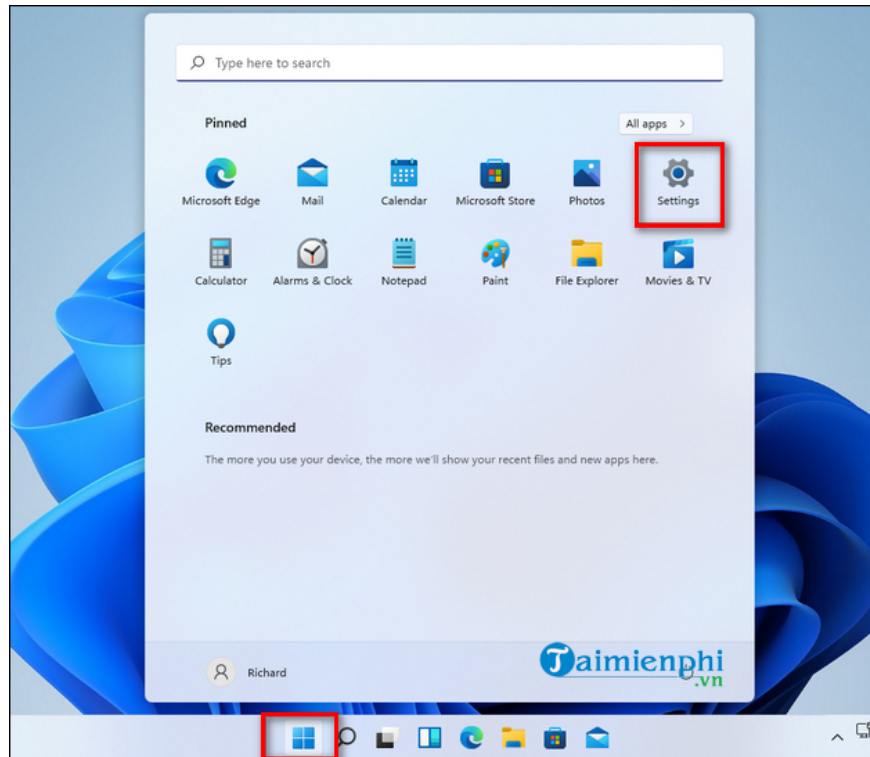 Type here to search
Pinned
All apps >
Microsoft Edge Mail Calendar Microsoft Store Photos Settings
Calculator Alarms & Clock Notepad Paint File Explorer Movies & TV
Tips
Recommended
The more you use your device, the more we'll show your recent files and new apps here.
Richard
Taimienphi
.vn